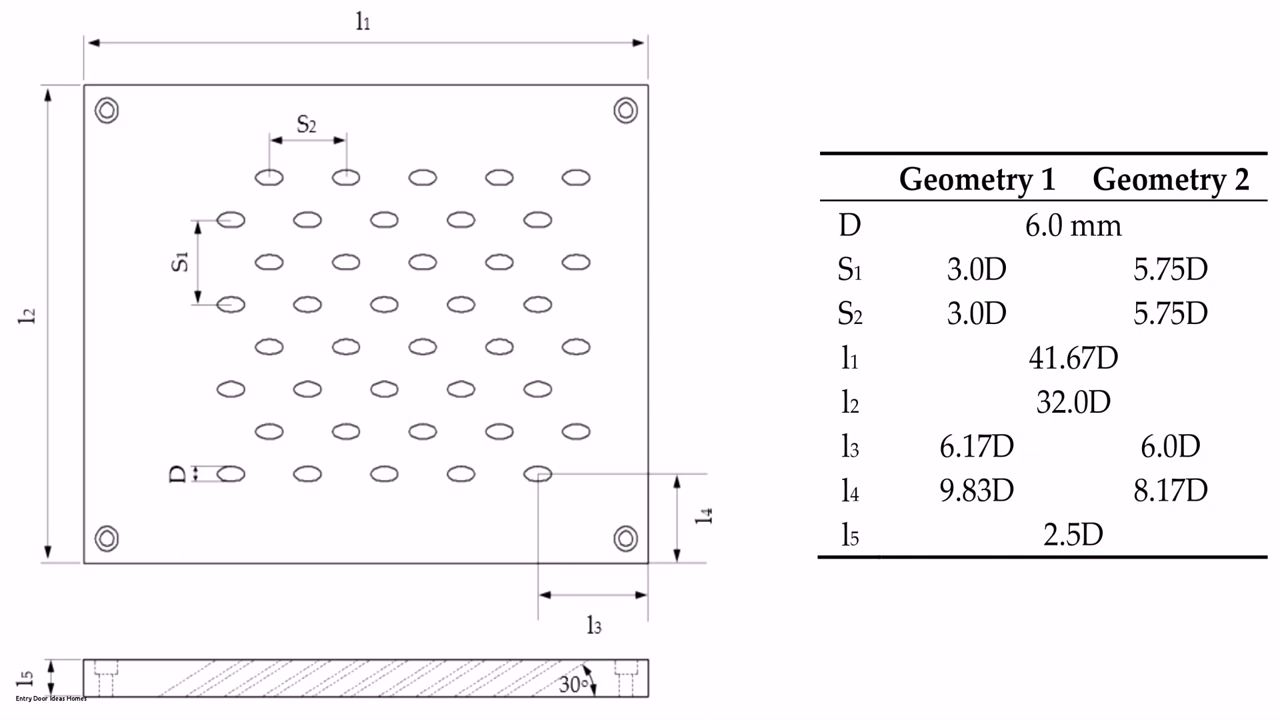 l1
S2
S1
l2
D
l4
l3
l5
30°
Entry Door Ideas Homes
Geometry 1 Geometry 2
D 6.0 mm
S1 3.0D 5.75D
S2 3.0D 5.75D
l1 41.67D
l2 32.0D
l3 6.17D 6.0D
l4 9.83D 8.17D
l5 2.5D